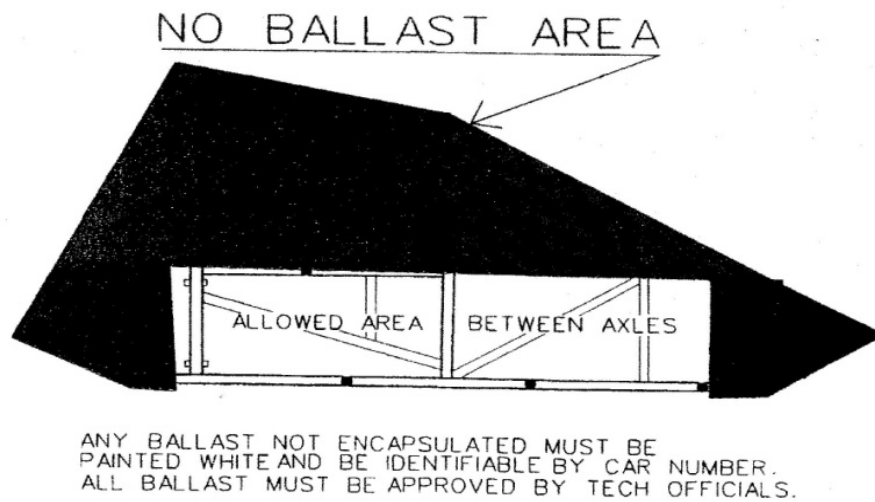 NO BALLAST AREA
ALLOWED AREA
BETWEEN AXLES
ANY BALLAST NOT ENCAPSULATED MUST BE
PAINTED WHITE AND BE IDENTIFIABLE BY CAR NUMBER.
ALL BALLAST MUST BE APPROVED BY TECH OFFICIALS.